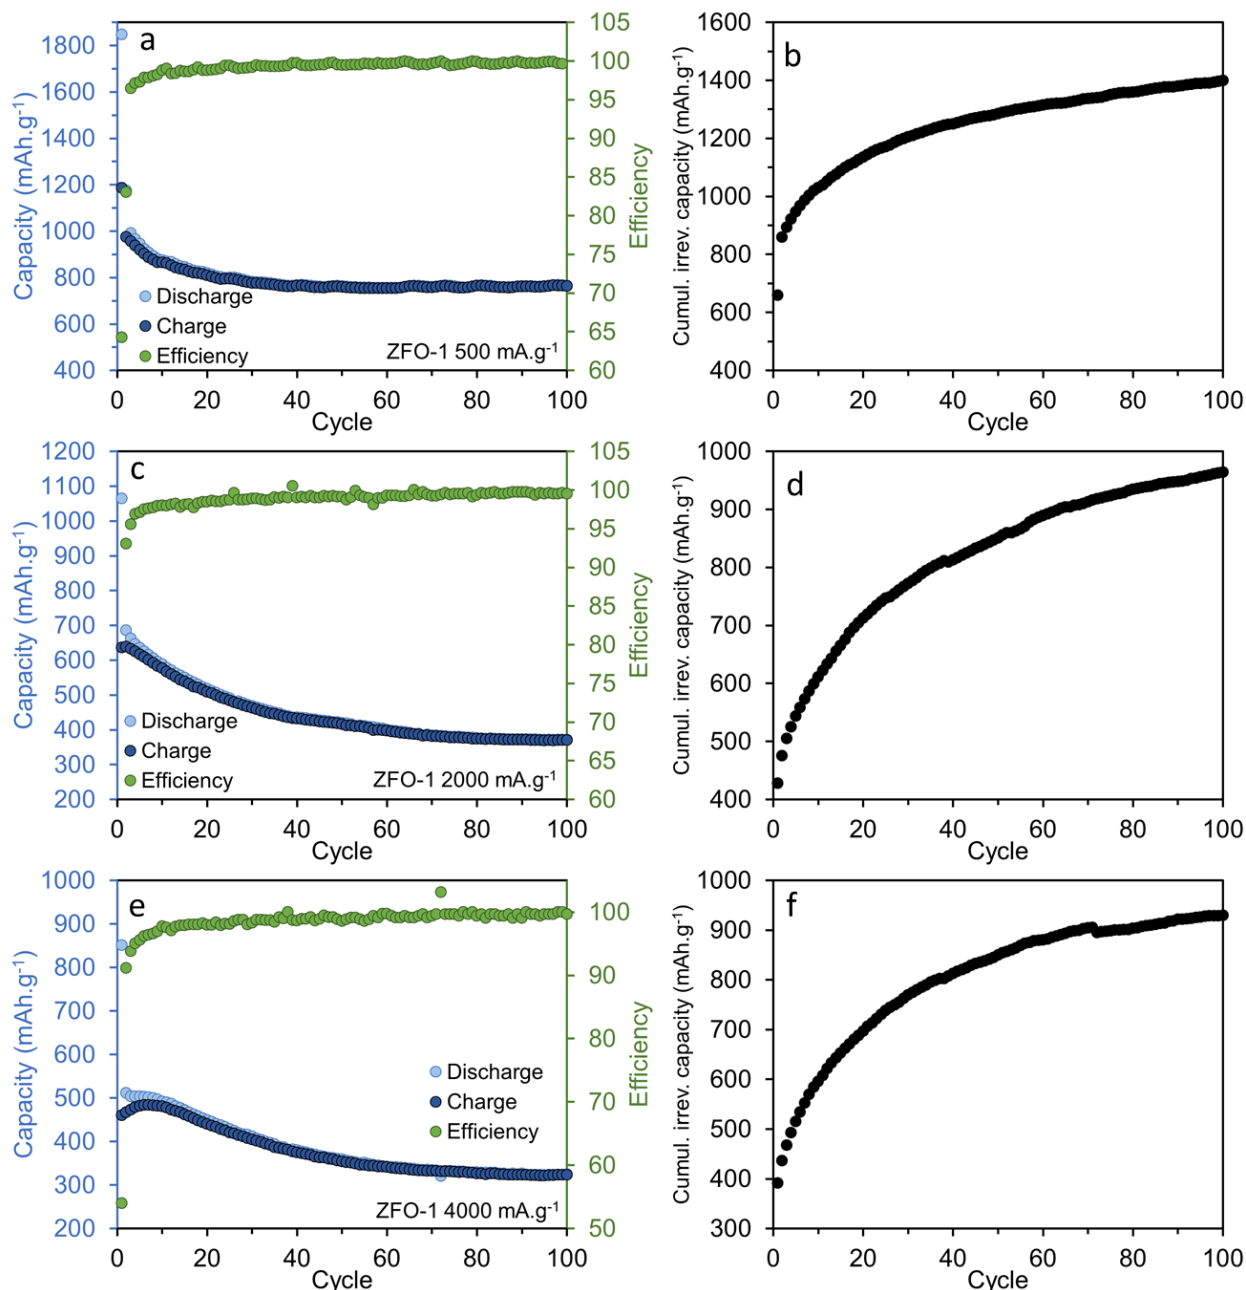 a
Capacity (mAh.g⁻¹)
1800
1600
1400
1200
1000
800
600
400
105
100
95
90
85
80
75
70
65
60
Efficiency
Discharge
Charge
Efficiency
ZFO-1 500 mA.g⁻¹
0 20 40 60 80 100
Cycle
b
Cumul. irrev. capacity (mAh.g⁻¹)
1600
1400
1200
1000
800
600
400
0 20 40 60 80 100
Cycle
c
Capacity (mAh.g⁻¹)
1200
1100
1000
900
800
700
600
500
400
300
200
105
100
95
90
85
80
75
70
65
60
Efficiency
Discharge
Charge
Efficiency
ZFO-1 2000 mA.g⁻¹
0 20 40 60 80 100
Cycle
d
Cumul. irrev. capacity (mAh.g⁻¹)
1000
900
800
700
600
500
400
0 20 40 60 80 100
Cycle
e
Capacity (mAh.g⁻¹)
1000
900
800
700
600
500
400
300
200
100
90
80
70
60
50
Efficiency
Discharge
Charge
Efficiency
ZFO-1 4000 mA.g⁻¹
0 20 40 60 80 100
Cycle
f
Cumul. irrev. capacity (mAh.g⁻¹)
1000
900
800
700
600
500
400
300
0 20 40 60 80 100
Cycle